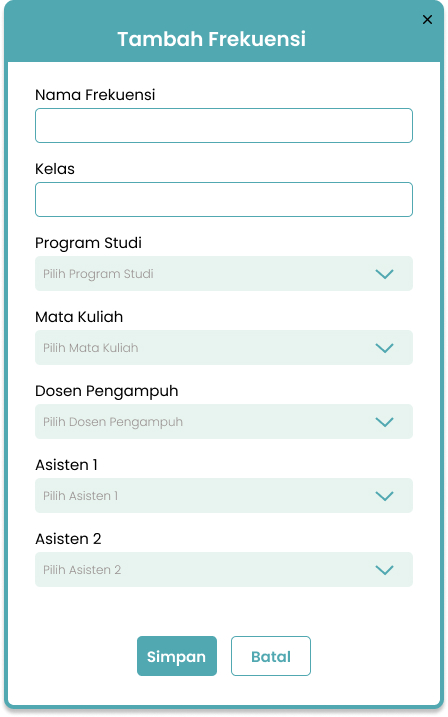 Tambah Frekuensi
Nama Frekuensi
Kelas
Program Studi
Pilih Program Studi
Mata Kuliah
Pilih Mata Kuliah
Dosen Pengampuh
Pilih Dosen Pengampuh
Asisten 1
Pilih Asisten 1
Asisten 2
Pilih Asisten 2
Simpan Batal